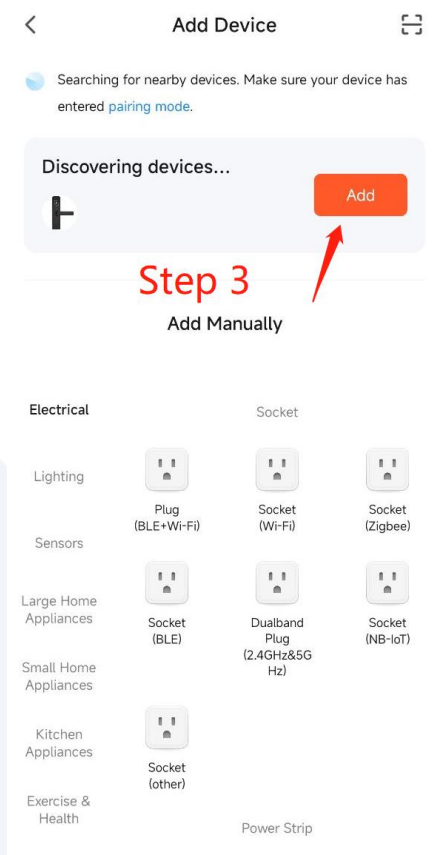 Add Device
Searching for nearby devices. Make sure your device has
entered pairing mode.
Discovering devices...
Add
Step 3
Add Manually
Electrical
Socket
Lighting
Plug
(BLE+Wi-Fi)
Socket
(Wi-Fi)
Socket
(Zigbee)
Sensors
Large Home
Appliances
Socket
(BLE)
Dualband
Plug
(2.4GHz&5G
Hz)
Socket
(NB-IoT)
Small Home
Appliances
Kitchen
Appliances
Socket
(other)
Exercise &
Health
Power Strip